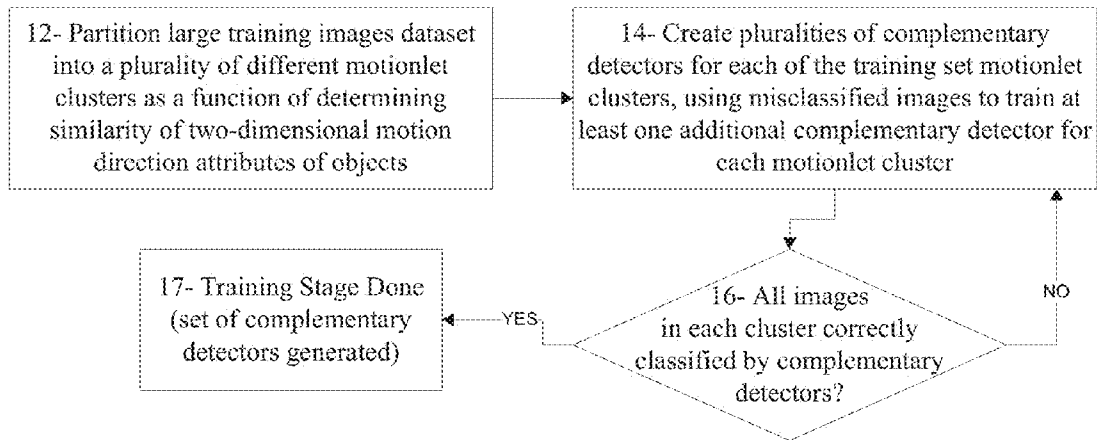 12- Partition large training images dataset
into a plurality of different motionlet
clusters as a function of determining
similarity of two-dimensional motion
direction attributes of objects
14- Create pluralities of complementary
detectors for each of the training set motionlet
clusters, using misclassified images to train at
least one additional complementary detector for
each motionlet cluster
16- All images
in each cluster correctly
classified by complementary
detectors?
NO
YES
17- Training Stage Done
(set of complementary
detectors generated)